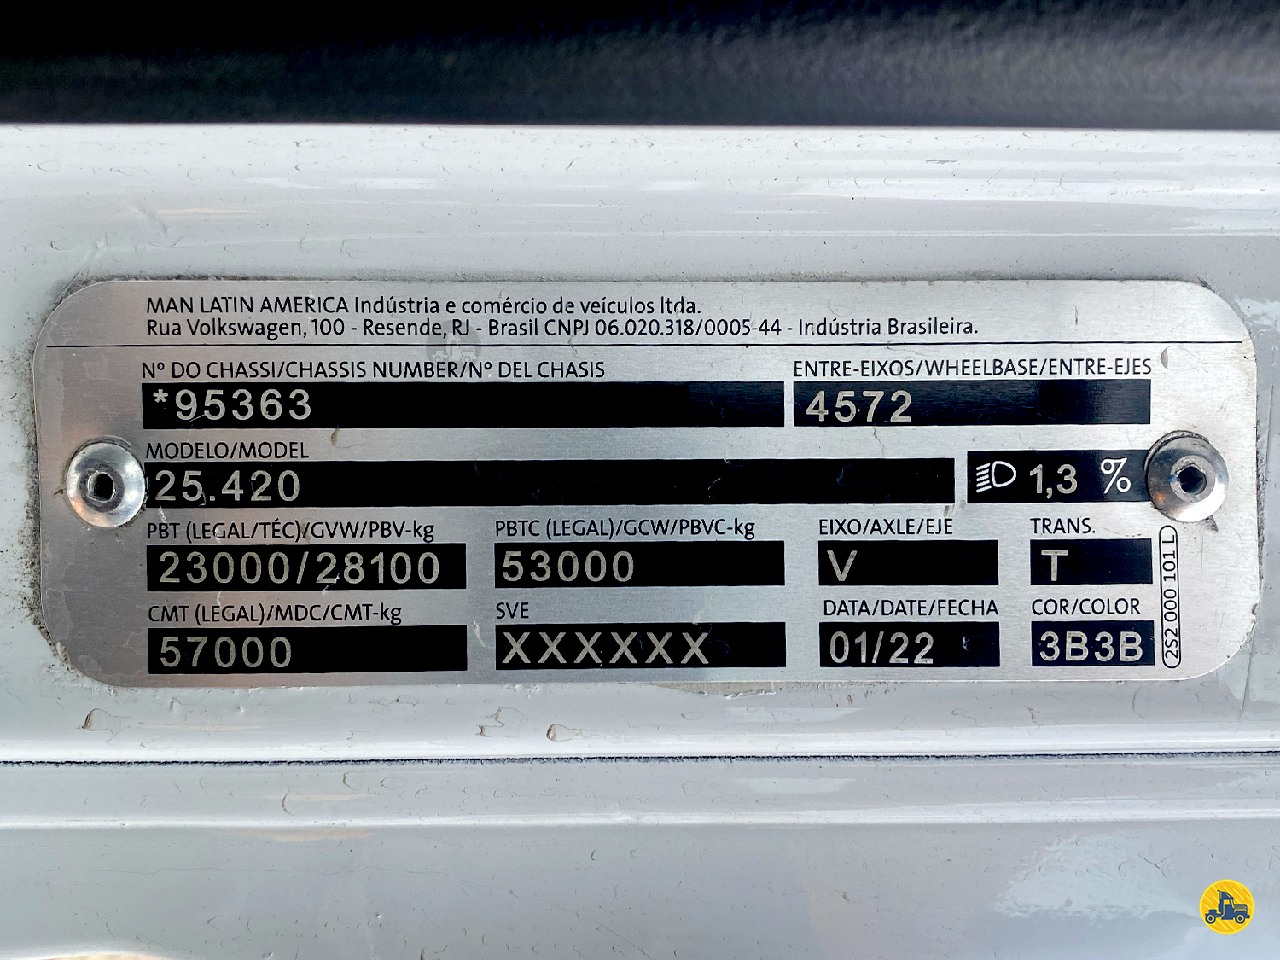 MAN LATIN AMERICA Indústria e comércio de veículos ltda.
Rua Volkswagen, 100 - Resende, RJ - Brasil CNPJ 06.020.318/0005-44 - Indústria Brasileira.
Nº DO CHASSI/CHASSIS NUMBER/Nº DEL CHASIS
*95363
ENTRE-EIXOS/WHEELBASE/ENTRE-EJES
4572
MODELO/MODEL
25.420
1,3 %
PBT (LEGAL/TÉC)/GVW/PBV-kg
23000/28100
PBTC (LEGAL)/GCW/PBVC-kg
53000
EIXO/AXLE/EJE
V
TRANS.
T
CMT (LEGAL)/MDC/CMT-kg
57000
SVE
XXXXXX
DATA/DATE/FECHA
01/22
COR/COLOR
3B3B
2S2 000 101 L